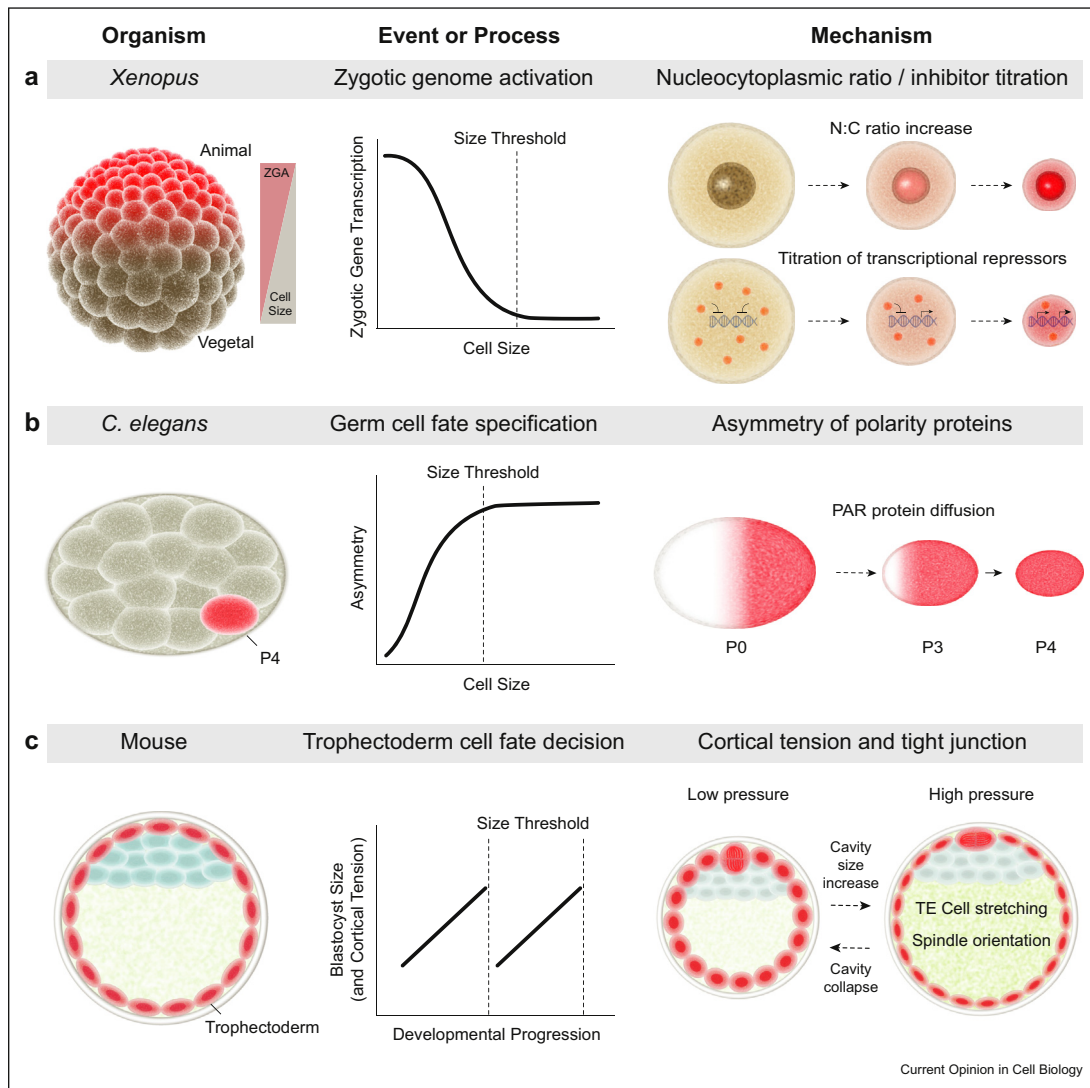 Organism
Event or Process
Mechanism
a
Xenopus
Zygotic genome activation
Nucleocytoplasmic ratio / inhibitor titration
Animal
ZGA
Cell
Size
Vegetal
Zygotic Gene Transcription
Size Threshold
Cell Size
N:C ratio increase
Titration of transcriptional repressors
b
C. elegans
Germ cell fate specification
Asymmetry of polarity proteins
P4
Asymmetry
Size Threshold
Cell Size
PAR protein diffusion
P0
P3
P4
c
Mouse
Trophectoderm cell fate decision
Cortical tension and tight junction
Trophectoderm
Blastocyst Size
(and Cortical Tension)
Size Threshold
Developmental Progression
Low pressure
High pressure
Cavity
size
increase
Cavity
collapse
TE Cell stretching
Spindle orientation
Current Opinion in Cell Biology